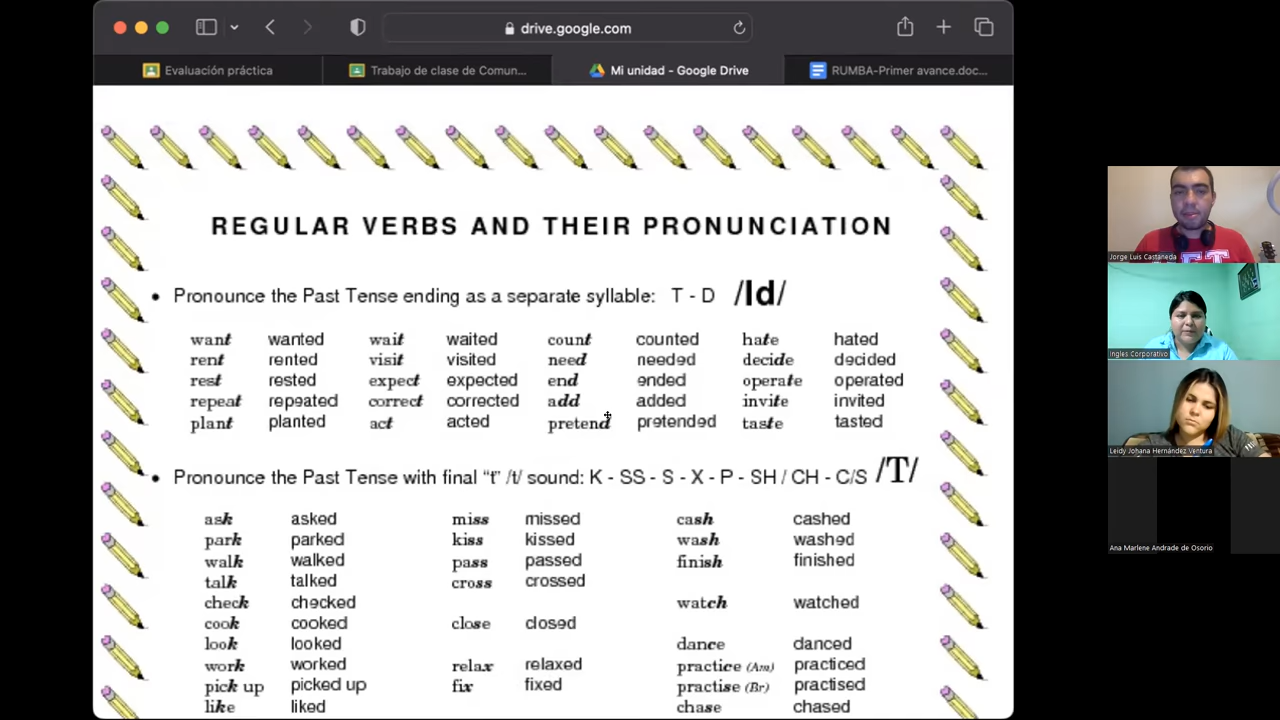 drive.google.com
Evaluación práctica Trabajo de clase de Comun... Mi unidad - Google Drive RUMBA-Primer avance.doc...
REGULAR VERBS AND THEIR PRONUNCIATION
• Pronounce the Past Tense ending as a separate syllable: T - D /Id/
want wanted wait waited count counted hate hated
rent rented visit visited need needed decide decided
rest rested expect expected end ended operate operated
repeat repeated correct corrected add added invite invited
plant planted act acted pretend pretended taste tasted
• Pronounce the Past Tense with final “t” /t/ sound: K - SS - S - X - P - SH / CH - C/S /T/
ask asked miss missed cash cashed
park parked kiss kissed wash washed
walk walked pass passed finish finished
talk talked cross crossed
check checked watch watched
cook cooked close closed
look looked dance danced
work worked relax relaxed practice (Am) practiced
pick up picked up fix fixed practise (Br) practised
like liked chase chased
Jorge Luis Castaneda
Ingles Corporativo
Leidy Johana Hernández Ventura
Ana Marlene Andrade de Osorio